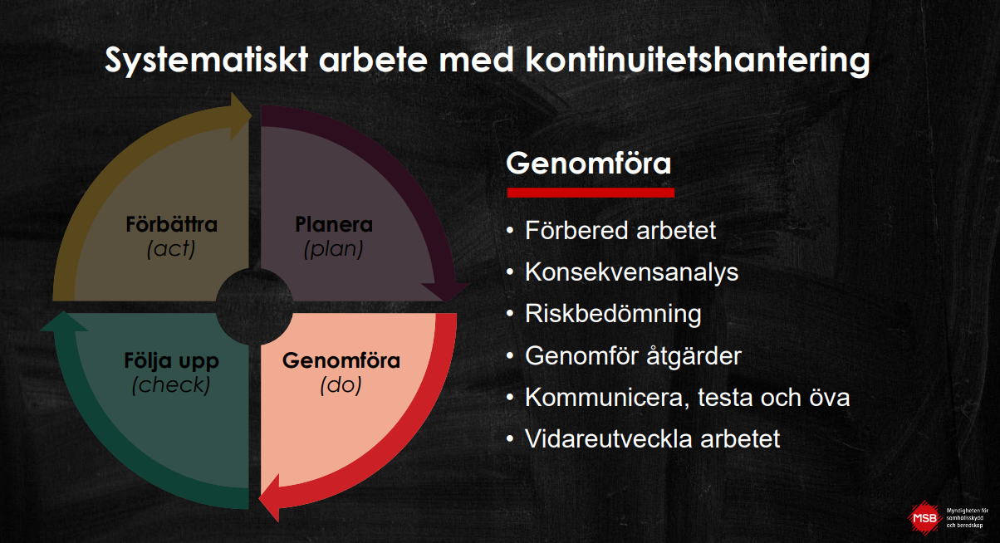 Systematiskt arbete med kontinuitetshantering
Förbättra
(act)
Planera
(plan)
Följa upp
(check)
Genomföra
(do)
Genomföra
• Förbered arbetet
• Konsekvensanalys
• Riskbedömning
• Genomför åtgärder
• Kommunicera, testa och öva
• Vidareutveckla arbetet
MSB
Myndigheten för
samhällsskydd
och beredskap